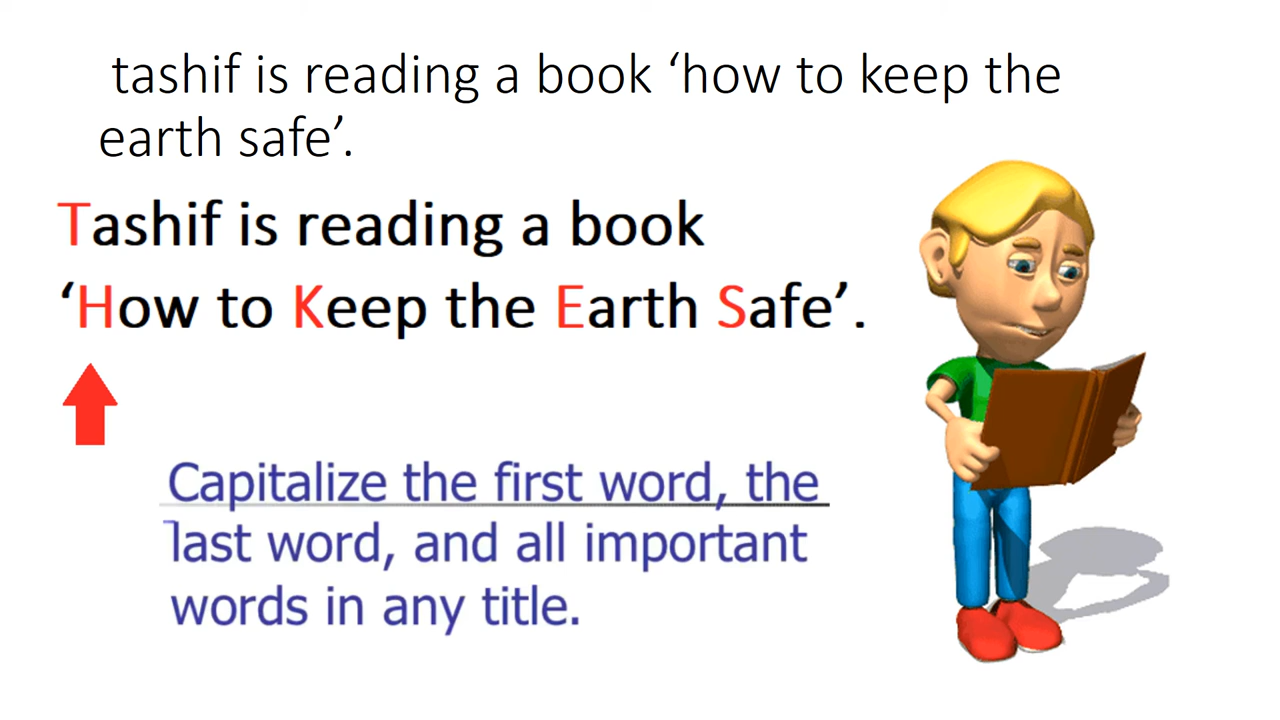 tashif is reading a book ‘how to keep the
earth safe’.
Tashif is reading a book
‘How to Keep the Earth Safe’.
Capitalize the first word, the
last word, and all important
words in any title.